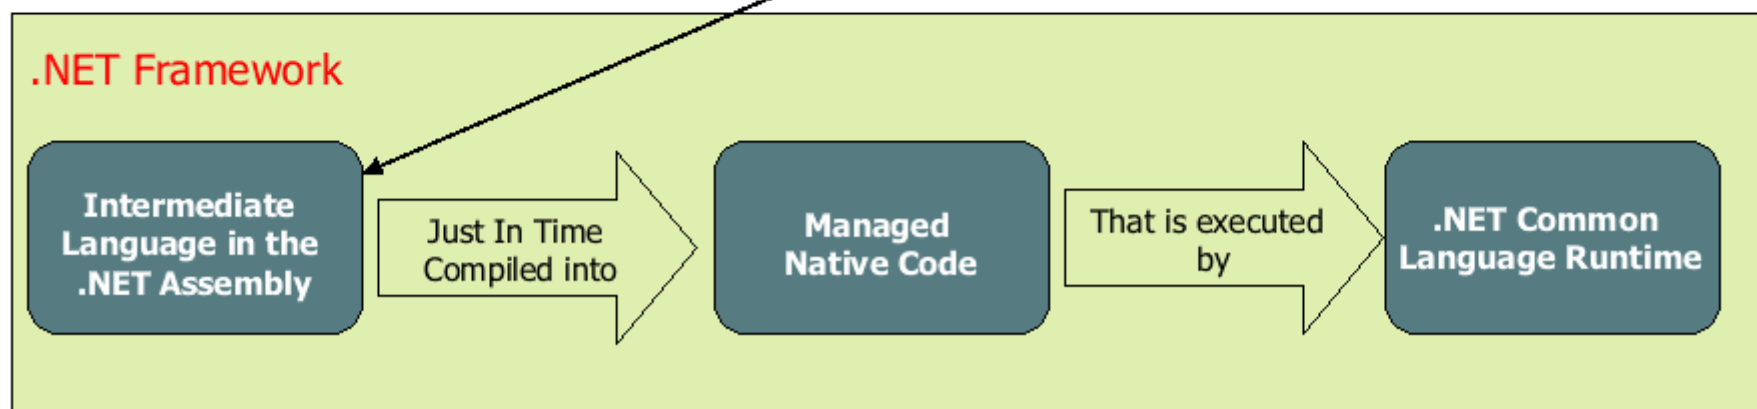 .NET Framework
Intermediate
Language in the
.NET Assembly
Just In Time
Compiled into
Managed
Native Code
That is executed
by
.NET Common
Language Runtime